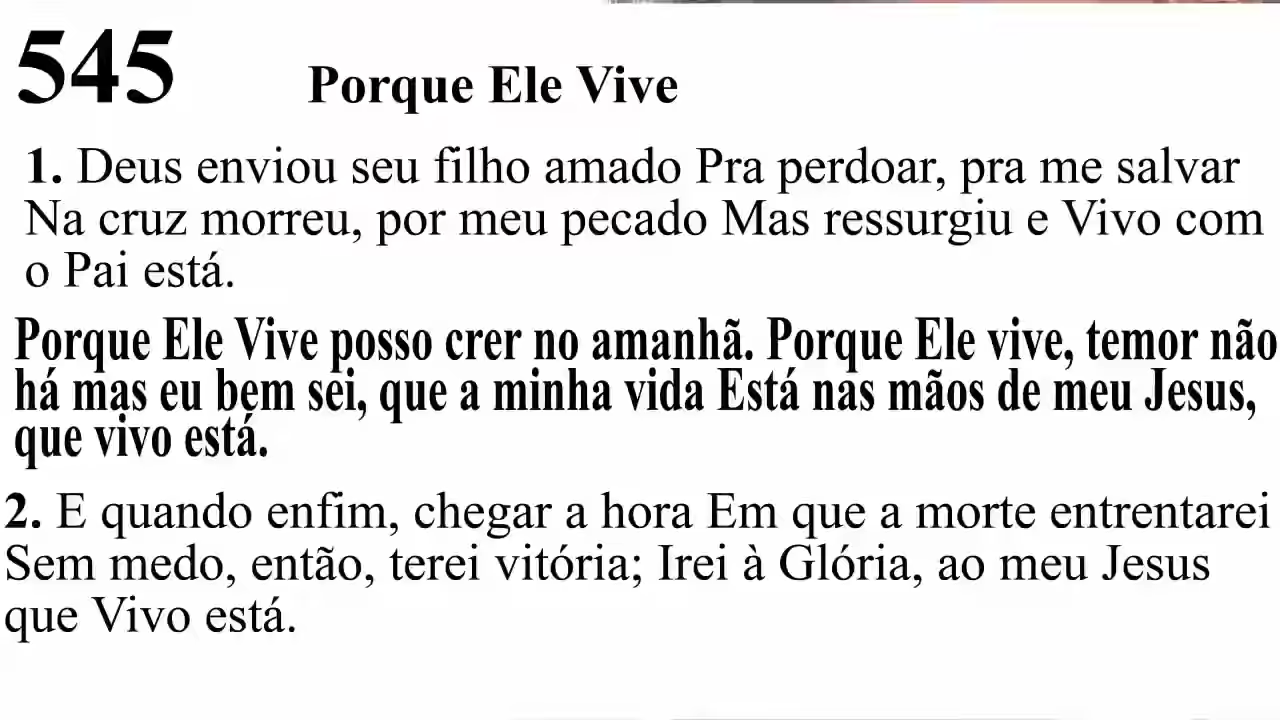 545 Porque Ele Vive
1. Deus enviou seu filho amado Pra perdoar, pra me salvar
Na cruz morreu, por meu pecado Mas ressurgiu e Vivo com
o Pai está.
Porque Ele Vive posso crer no amanhã. Porque Ele vive, temor não
há mas eu bem sei, que a minha vida Está nas mãos de meu Jesus,
que vivo está.
2. E quando enfim, chegar a hora Em que a morte entrentarei
Sem medo, então, terei vitória; Irei à Glória, ao meu Jesus
que Vivo está.